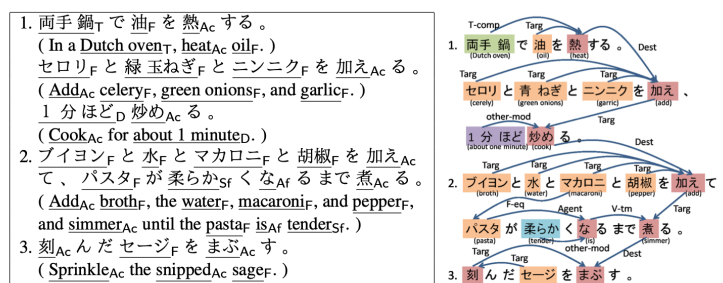 1. 両手 鍋T で 油F を 熱Ac する 。
( In a Dutch ovenT, heatAc oilF. )
セロリF と 緑 玉ねぎF と ニンニクF を 加えAc る 。
( AddAc celeryF, green onionsF, and garlicF. )
１ 分 ほどD 炒めAc る 。
( CookAc for about 1 minuteD. )
2. ブイヨンF と 水F と マカロニF と 胡椒F を 加えAc
て 、 パスタF が 柔らかSf く なAf る まで 煮Ac る 。
( AddAc brothF, the waterF, macaroniF, and pepperF,
and simmerAc until the pastaF isAf tenderSf. )
3. 刻Ac ん だ セージF を まぶAc す 。
( SprinkleAc the snippedAc sageF. )
T-comp Targ
1. 両手 鍋 で 油 を 熱 する 。 Dest
(Dutch oven) (oil) (heat)
Targ Targ Targ
セロリ と 青 ねぎ と ニンニク を 加え 、
(cerely) (green onions) (garric) (add)
other-mod Targ
１ 分 ほど 炒め る 。 Dest
(about one minute) (cook)
Targ Targ Targ Targ
2. ブイヨン と 水 と マカロニ と 胡椒 を 加え て
(broth) (water) (macaroni) (pepper) (add)
F-eq Agent V-tm Targ
パスタ が 柔らか く な る まで 煮 る 。
(pasta) (tender) (is) (simmer)
other-mod
Targ Targ Dest
3. 刻 ん だ セージ を まぶ す 。